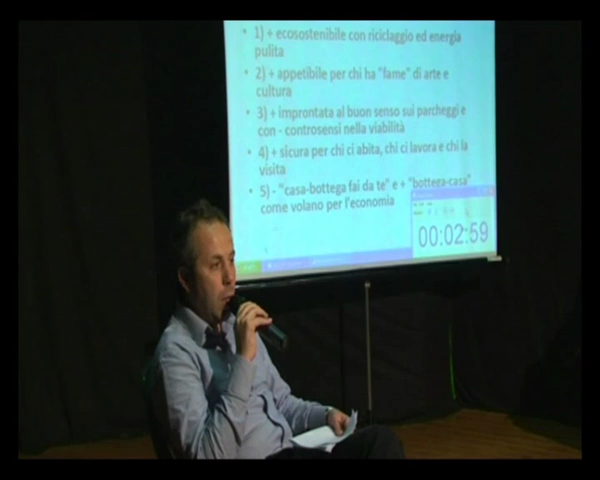 • 1) + ecosostenibile con riciclaggio ed energia
pulita
• 2) + appetibile per chi ha "fame" di arte e
cultura
• 3) + improntata al buon senso sui parcheggi e
con - controsensi nella viabilità
• 4) + sicura per chi ci abita, chi ci lavora e chi la
visita
• 5) - "casa-bottega fai da te" e + "bottega-casa"
come volano per l'economia
00:02:59